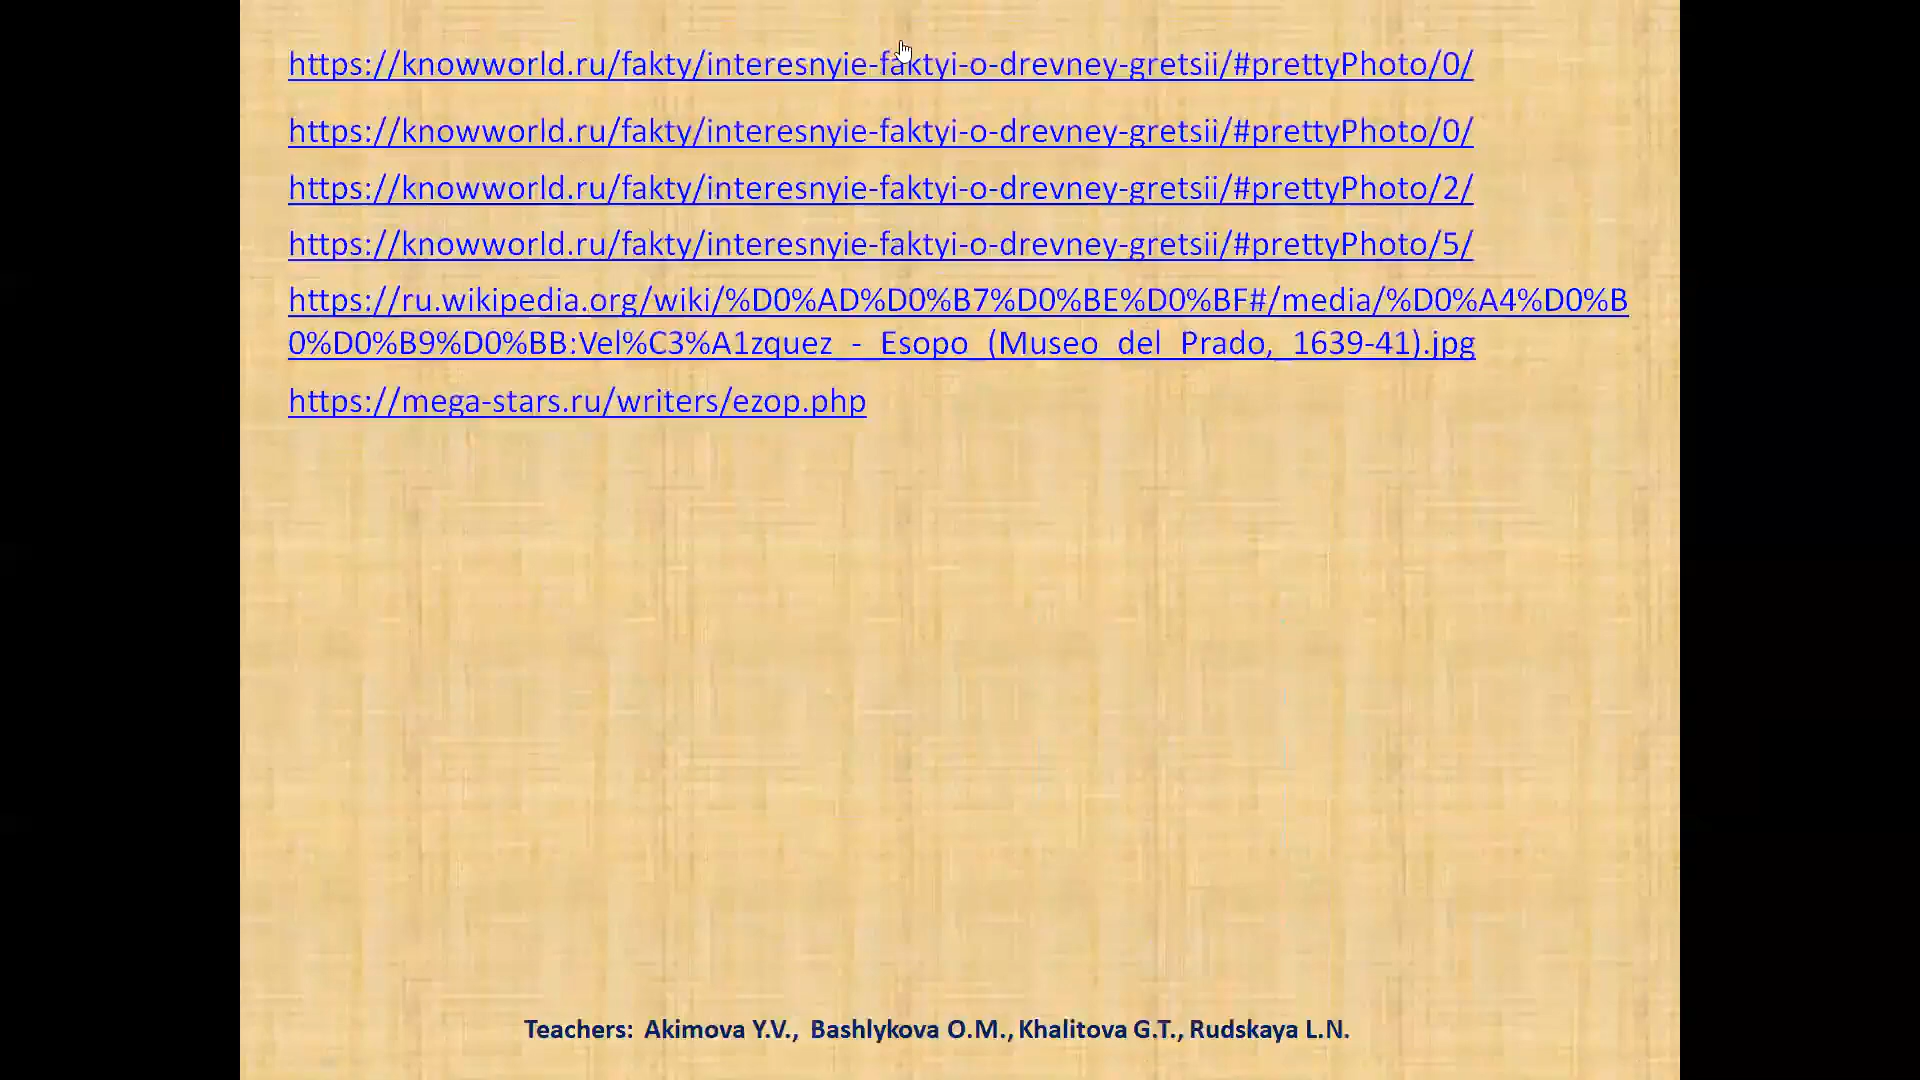 https://knowworld.ru/fakty/interesnyie-faktyi-o-drevney-gretsii/#prettyPhoto/0/
https://knowworld.ru/fakty/interesnyie-faktyi-o-drevney-gretsii/#prettyPhoto/0/
https://knowworld.ru/fakty/interesnyie-faktyi-o-drevney-gretsii/#prettyPhoto/2/
https://knowworld.ru/fakty/interesnyie-faktyi-o-drevney-gretsii/#prettyPhoto/5/
https://ru.wikipedia.org/wiki/%D0%AD%D0%B7%D0%BE%D0%BF#/media/%D0%A4%D0%B
0%D0%B9%D0%BB:Vel%C3%A1zquez_-_Esopo_(Museo_del_Prado,_1639-41).jpg
https://mega-stars.ru/writers/ezop.php
Teachers: Akimova Y.V., Bashlykova O.M., Khalitova G.T., Rudskaya L.N.